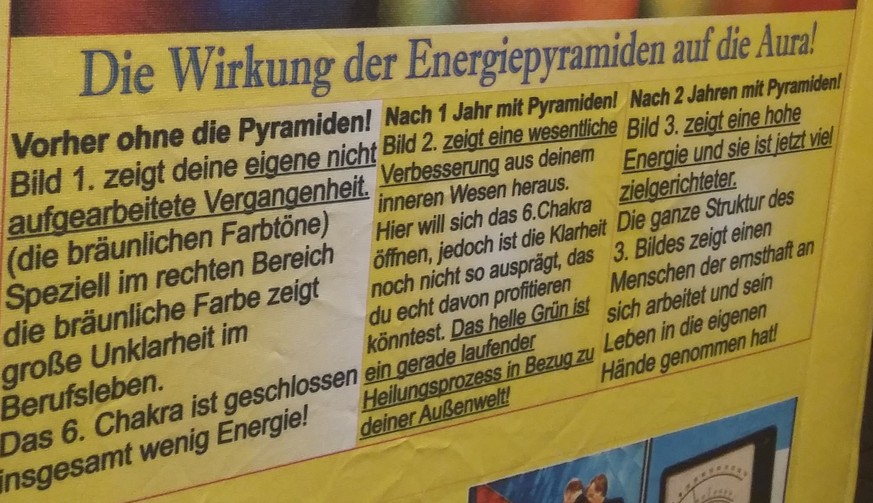 Die Wirkung der Energiepyramiden auf die Aura!
Vorher ohne die Pyramiden!
Bild 1. zeigt deine eigene nicht
aufgearbeitete Vergangenheit.
(die bräunlichen Farbtöne)
Speziell im rechten Bereich
die bräunliche Farbe zeigt
große Unklarheit im
Berufsleben.
Das 6. Chakra ist geschlossen
insgesamt wenig Energie!
Nach 1 Jahr mit Pyramiden!
Bild 2. zeigt eine wesentliche
Verbesserung aus deinem
inneren Wesen heraus.
Hier will sich das 6.Chakra
öffnen, jedoch ist die Klarheit
noch nicht so ausprägt, das
du echt davon profitieren
könntest. Das helle Grün ist
ein gerade laufender
Heilungsprozess in Bezug zu
deiner Außenwelt!
Nach 2 Jahren mit Pyramiden!
Bild 3. zeigt eine hohe
Energie und sie ist jetzt viel
zielgerichteter.
Die ganze Struktur des
3. Bildes zeigt einen
Menschen der ernsthaft an
sich arbeitet und sein
Leben in die eigenen
Hände genommen hat!